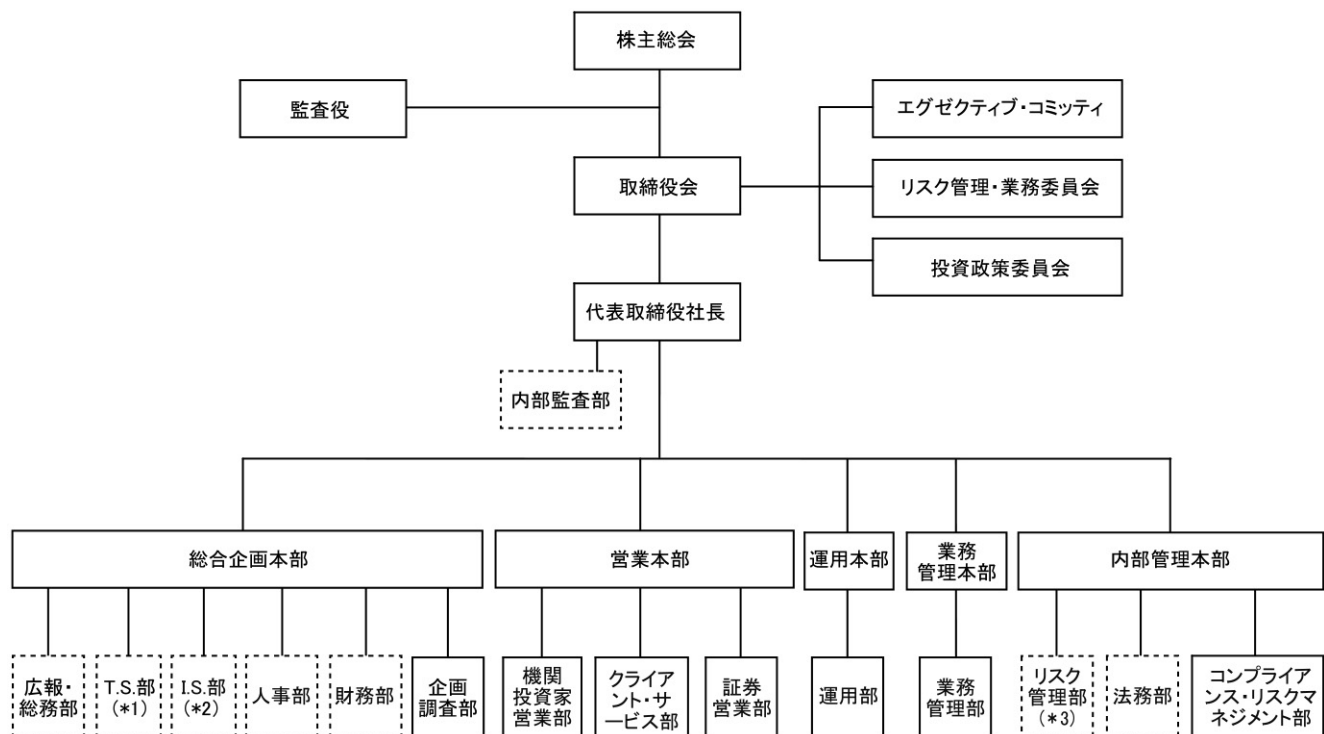 株主総会
監査役
エグゼクティブ・コミッティ
取締役会
リスク管理・業務委員会
投資政策委員会
代表取締役社長
内部監査部
総合企画本部
営業本部
運用本部
業務
管理本部
内部管理本部
広報・
総務部
T.S.部
(*1)
I.S.部
(*2)
人事部
財務部
企画
調査部
機関
投資家
営業部
クライア
ント・サ
ービス部
証券
営業部
運用部
業務
管理部
リスク
管理部
(*3)
法務部
コンプライア
ンス・リスクマ
ネジメント部